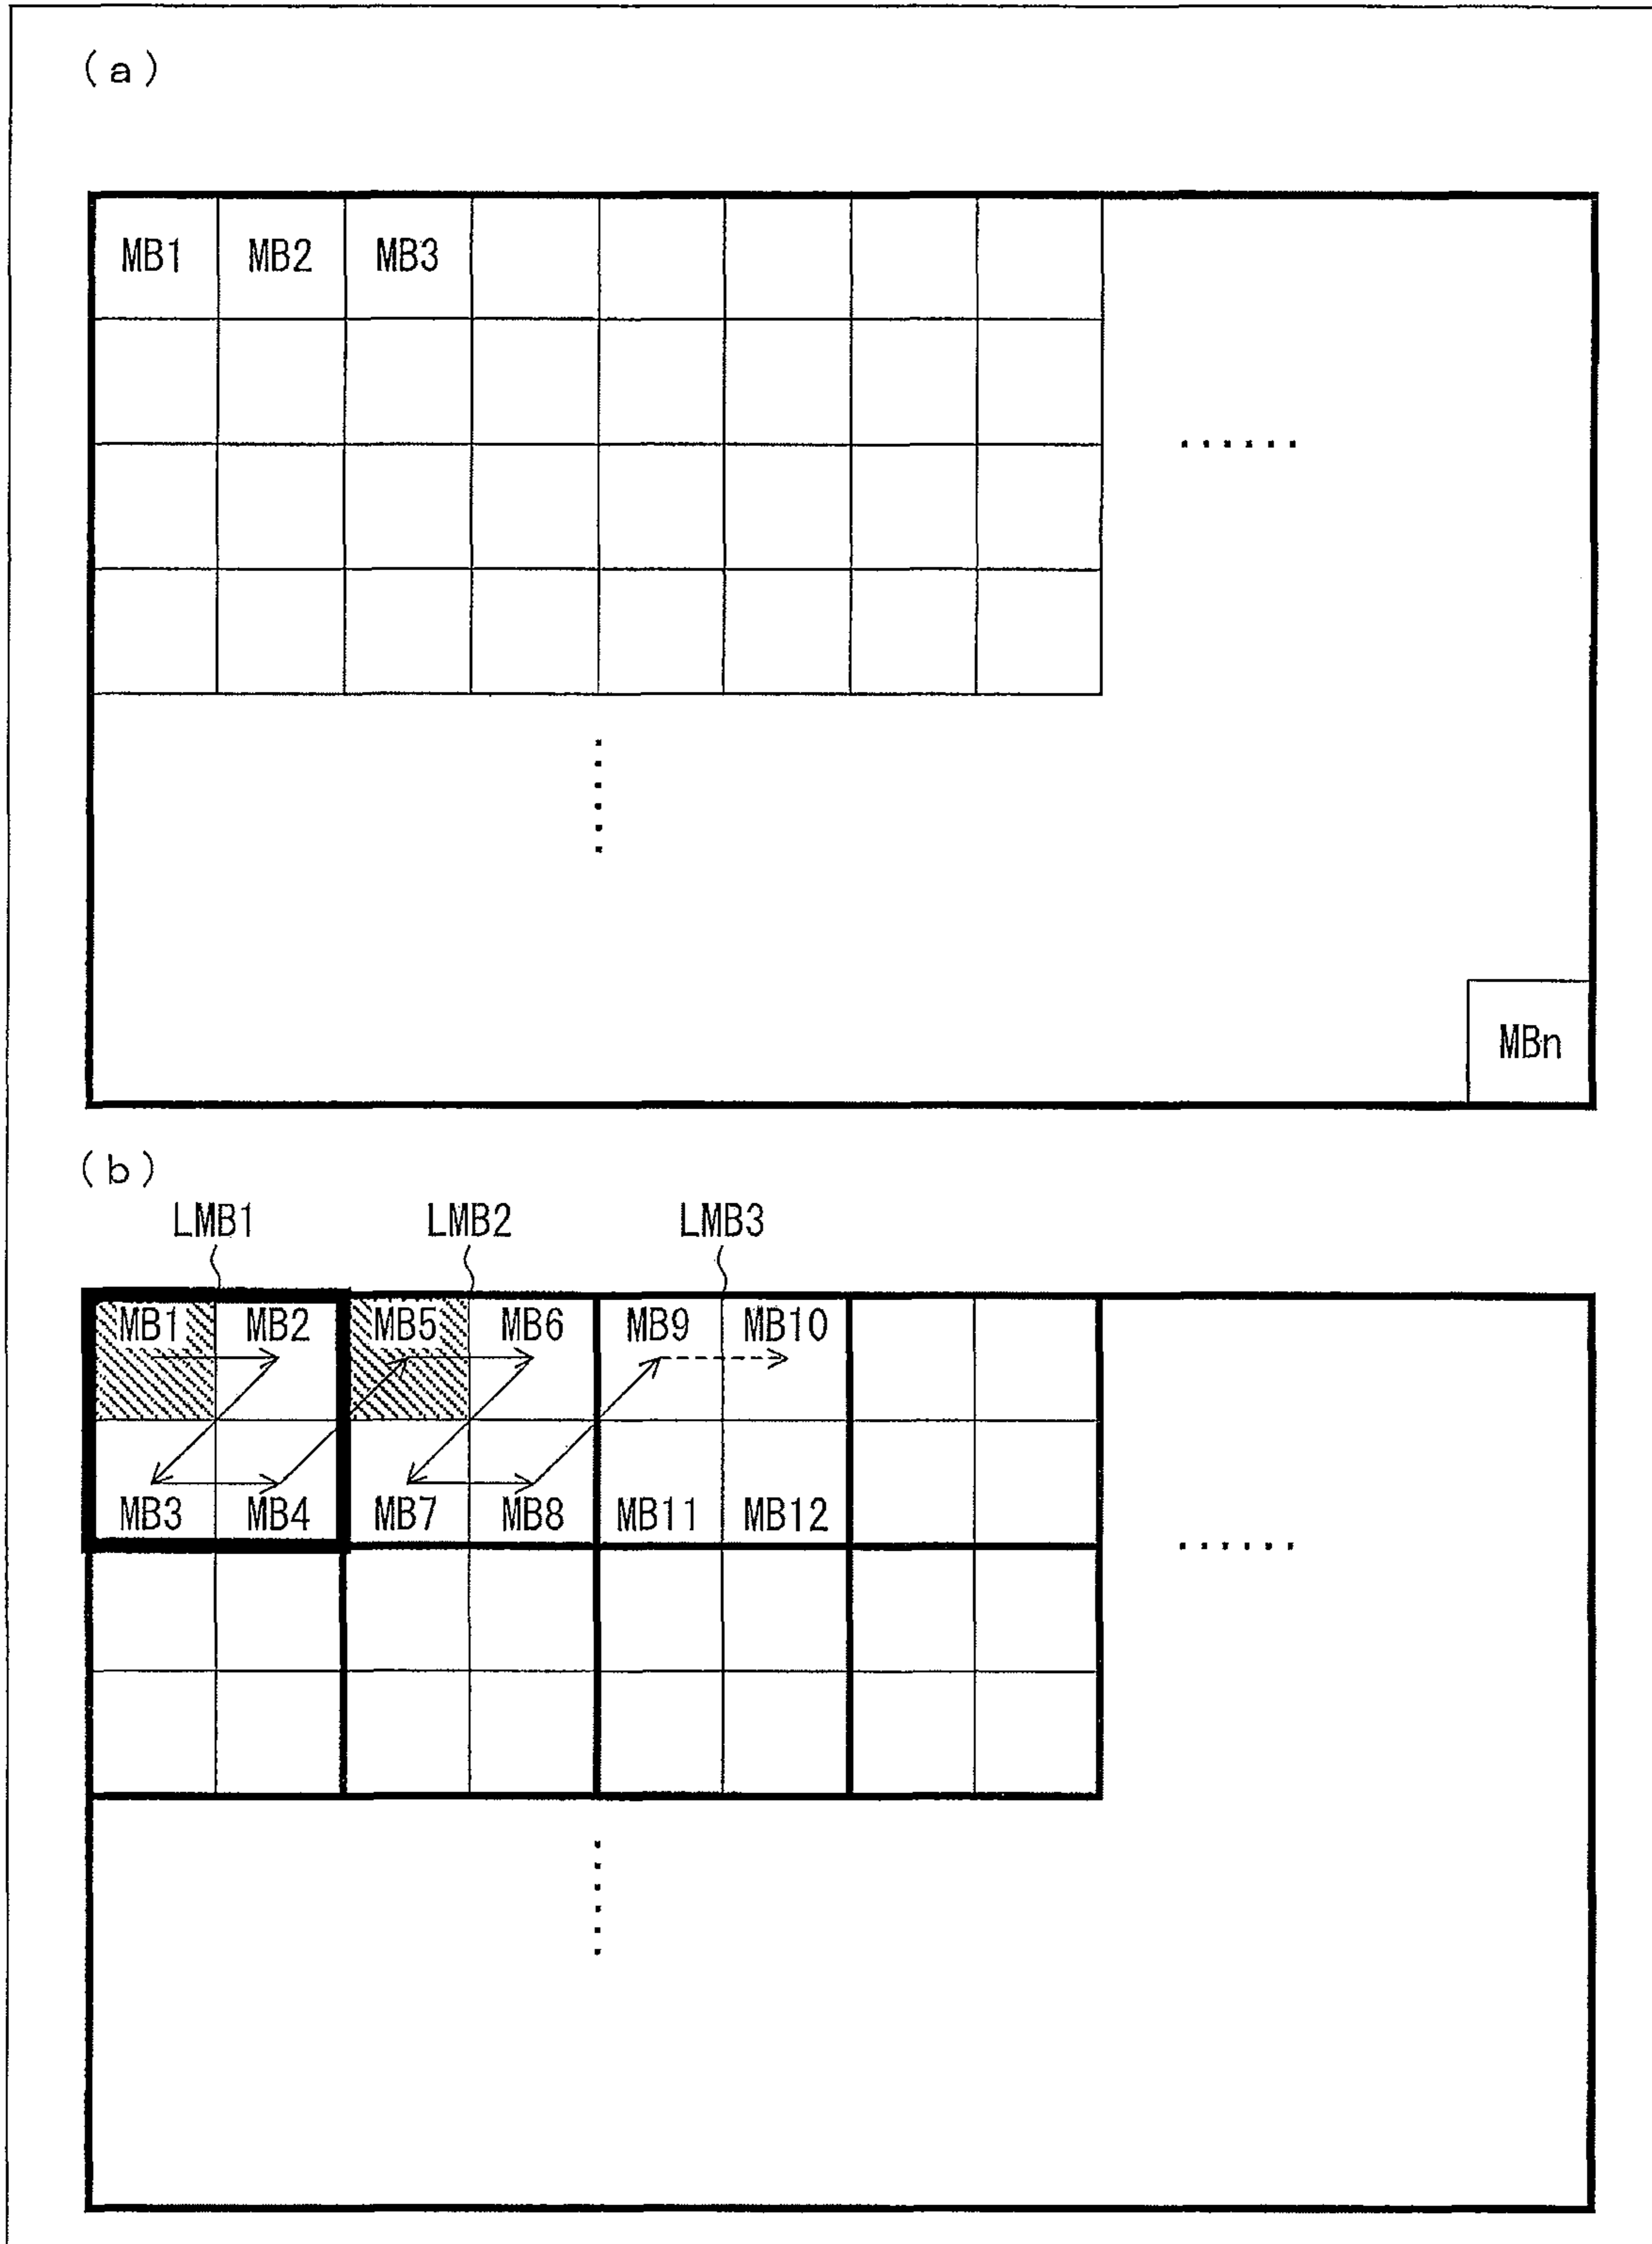 (a)
MB1 MB2 MB3
MBn
(b)
LMB1 LMB2 LMB3
MB1 MB2 MB5 MB6 MB9 MB10
MB3 MB4 MB7 MB8 MB11 MB12